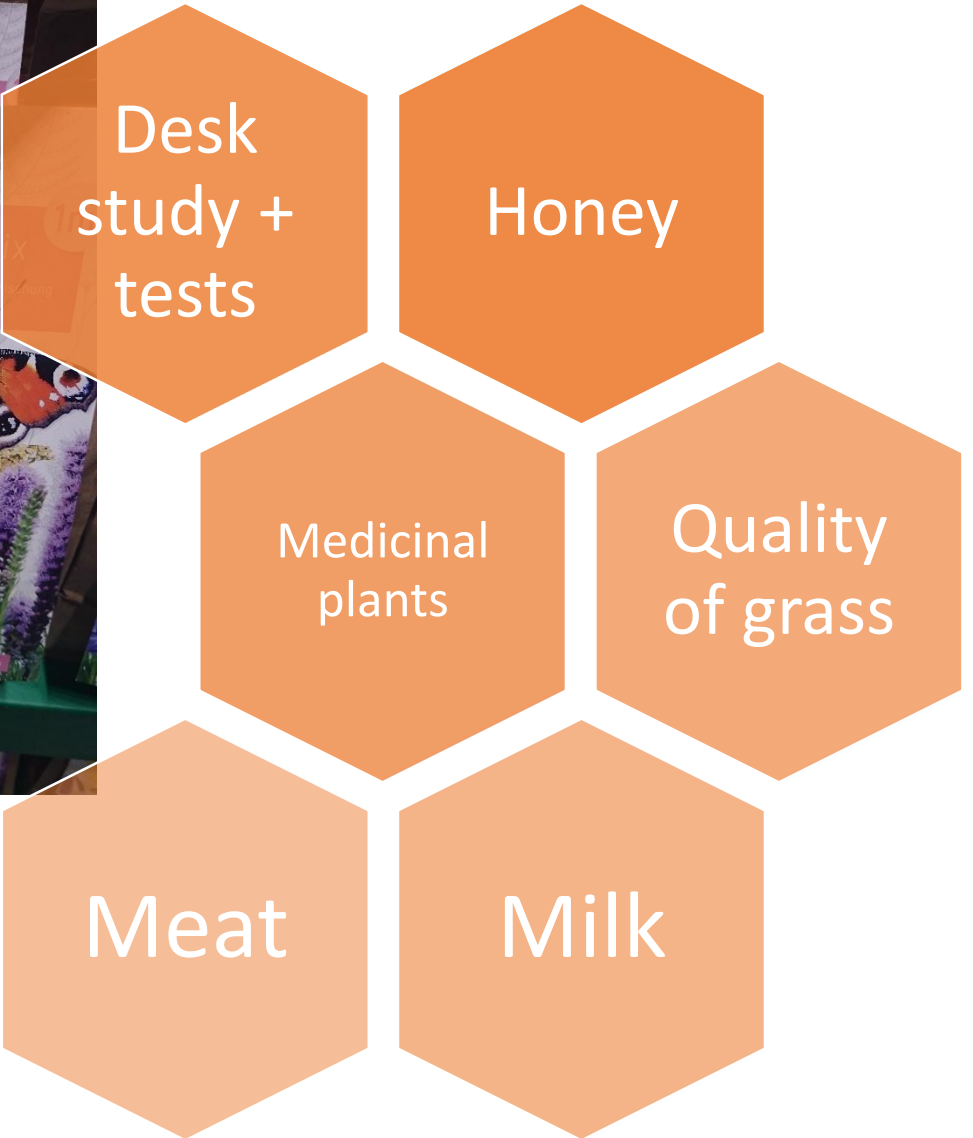 Desk
study +
tests
Honey
Medicinal
plants
Quality
of grass
Meat
Milk